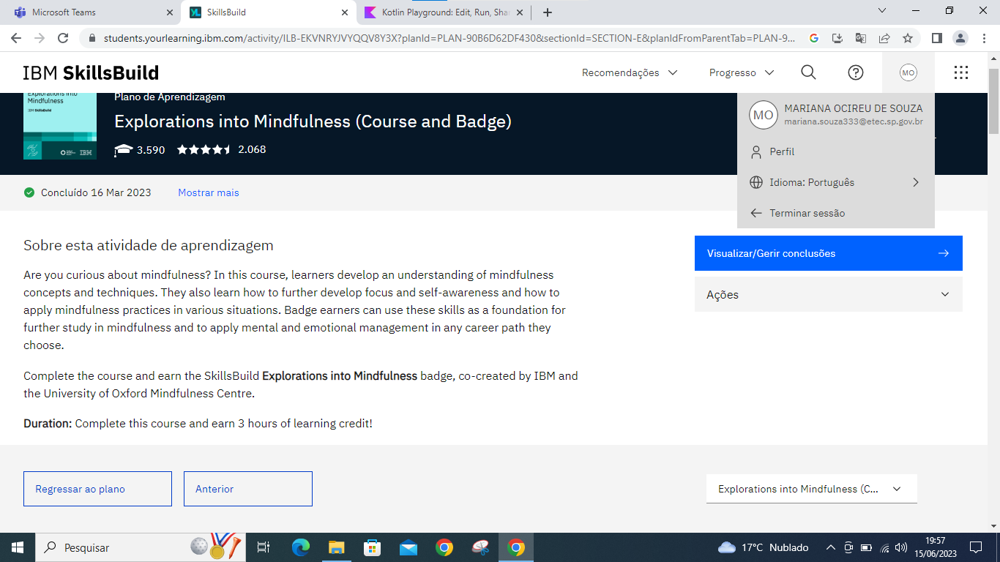 Microsoft Teams
SkillsBuild
Kotlin Playground: Edit, Run, Sha
students.yourlearning.ibm.com/activity/ILB-EKVNRYJVYQQV8Y3X?planId=PLAN-90B6D62DF430&sectionId=SECTION-E&planIdFromParentTab=PLAN-9...
IBM SkillsBuild
Recomendações
Progresso
MO
Explorations into
Mindfulness
IBM SkillsBuild
IBM
Plano de Aprendizagem
Explorations into Mindfulness (Course and Badge)
3.590
2.068
MO
MARIANA OCIREU DE SOUZA
mariana.souza333@etec.sp.gov.br
Perfil
Idioma: Português
Terminar sessão
Concluído 16 Mar 2023
Mostrar mais
Sobre esta atividade de aprendizagem
Are you curious about mindfulness? In this course, learners develop an understanding of mindfulness
concepts and techniques. They also learn how to further develop focus and self-awareness and how to
apply mindfulness practices in various situations. Badge earners can use these skills as a foundation for
further study in mindfulness and to apply mental and emotional management in any career path they
choose.
Complete the course and earn the SkillsBuild Explorations into Mindfulness badge, co-created by IBM and
the University of Oxford Mindfulness Centre.
Duration: Complete this course and earn 3 hours of learning credit!
Visualizar/Gerir conclusões
Ações
Regressar ao plano
Anterior
Explorations into Mindfulness (C...
Pesquisar
17°C Nublado
19:57
15/06/2023